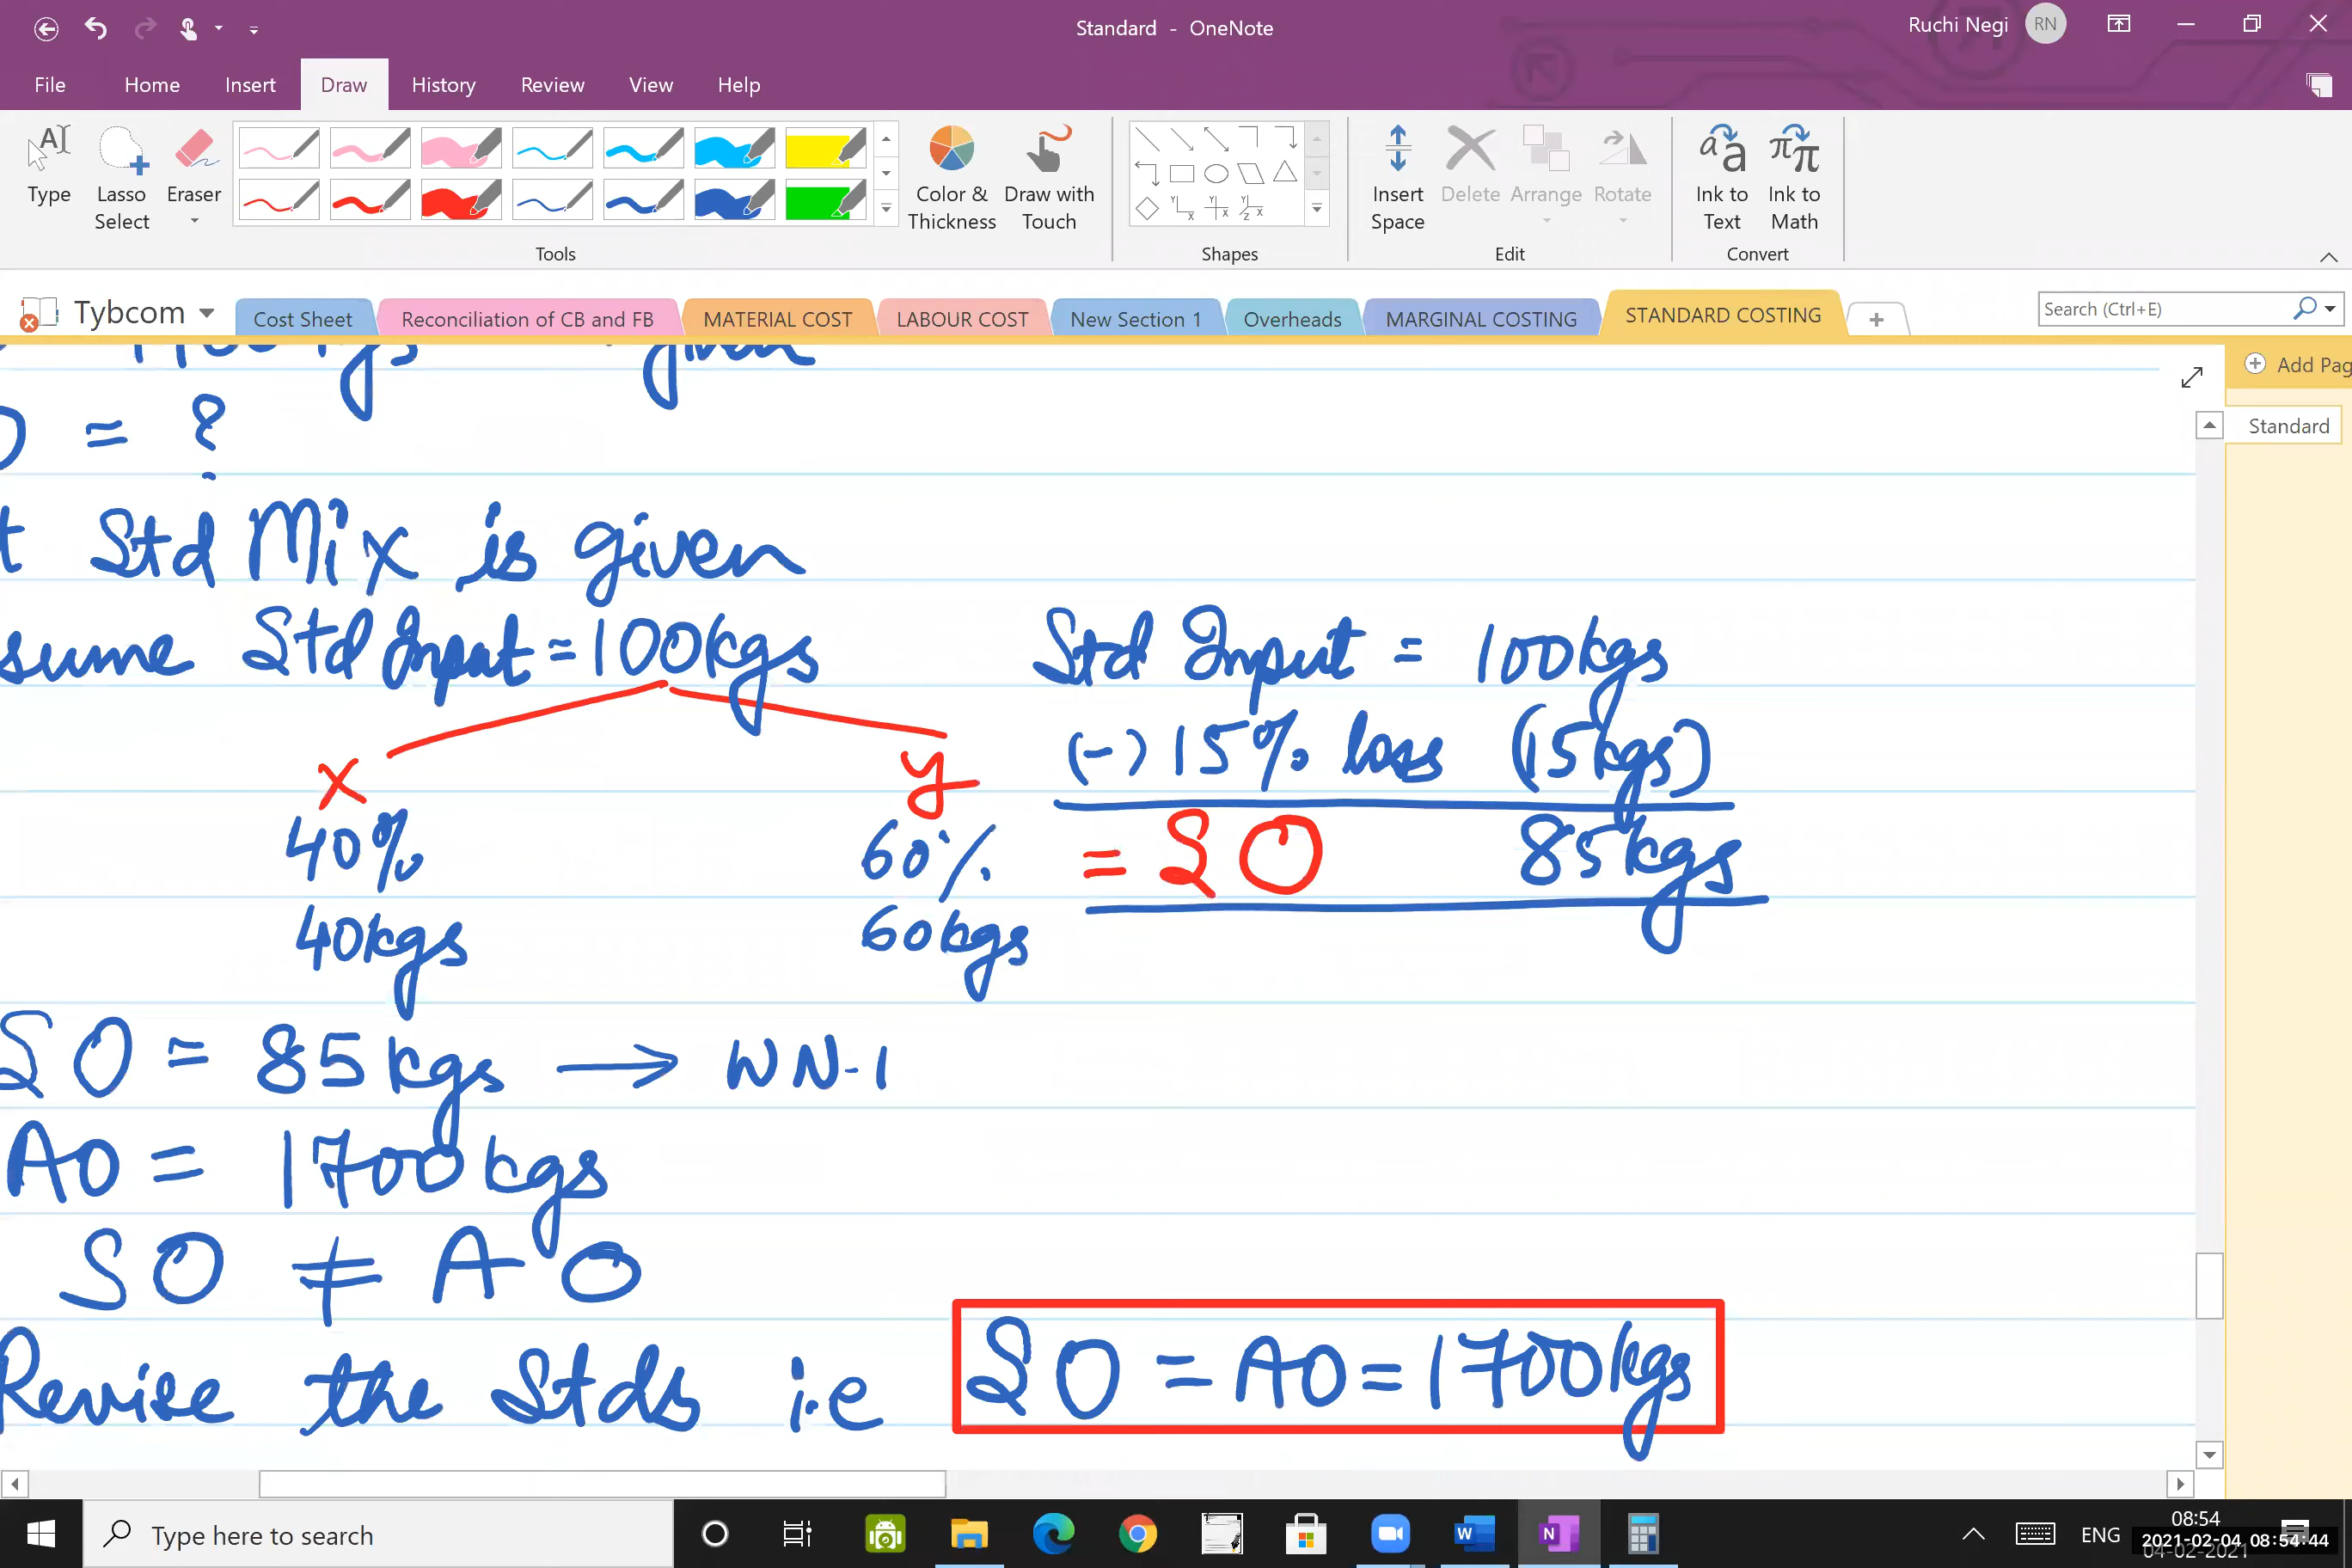 Standard - OneNote
Ruchi Negi RN
File Home Insert Draw History Review View Help
Type
Lasso Select
Eraser
Color & Thickness
Draw with Touch
Insert Space
Delete
Arrange
Rotate
Ink to Text
Ink to Math
Tools
Shapes
Edit
Convert
Tybcom
Cost Sheet
Reconciliation of CB and FB
MATERIAL COST
LABOUR COST
New Section 1
Overheads
MARGINAL COSTING
STANDARD COSTING
Search (Ctrl+E)
Add Pag
Standard
given
= ?
Std Mix is given
sume Std Input = 100kgs
x y
40% 60%
40kgs 60kgs
Std Input = 100kgs
(-) 15% loss (15kgs)
= SO 85kgs
SO = 85kgs → WN-1
AO = 1700kgs
SO ≠ AO
Revise the Stds i.e SO = AO = 1700kgs
Type here to search
ENG
08:54
2021-02-04 08:54:44
04-02-2021